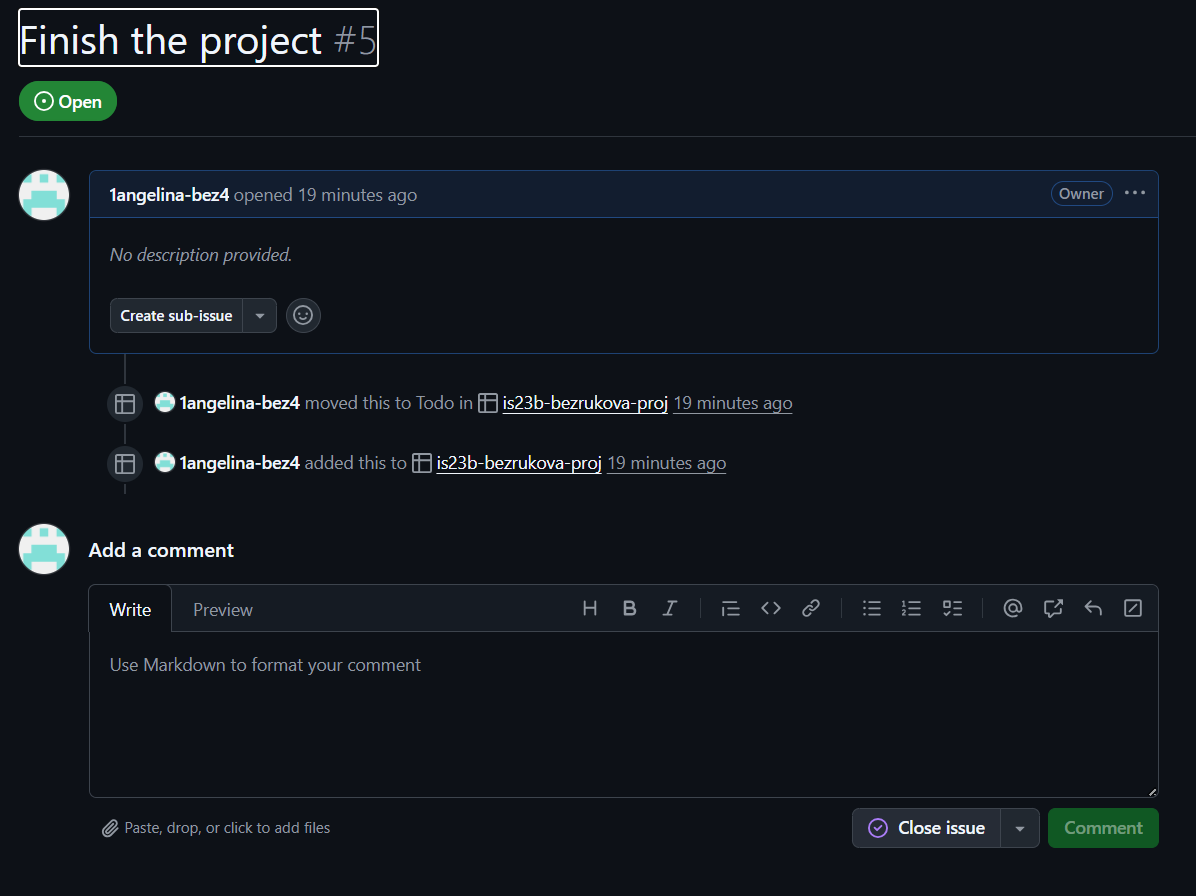 Finish the project #5
Open
1angelina-bez4 opened 19 minutes ago
Owner
No description provided.
Create sub-issue
1angelina-bez4 moved this to Todo in is23b-bezrukova-proj 19 minutes ago
1angelina-bez4 added this to is23b-bezrukova-proj 19 minutes ago
Add a comment
Write Preview
Use Markdown to format your comment
Paste, drop, or click to add files
Close issue
Comment